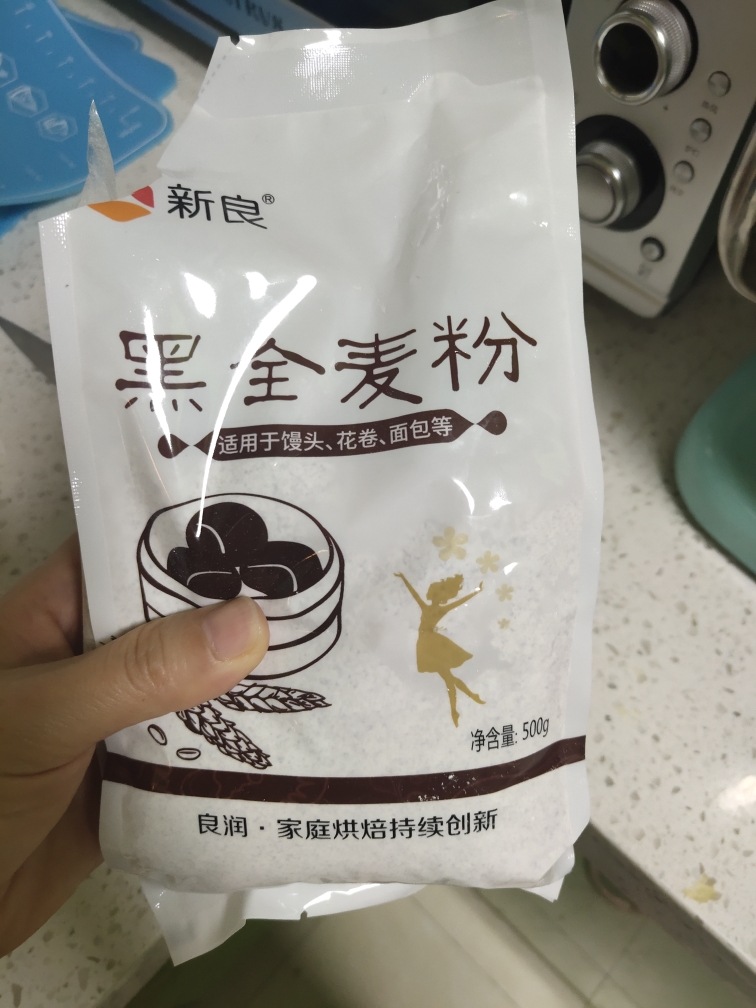 新良®
黑全麦粉
适用于馒头、花卷、面包等
净含量: 500g
良润·家庭烘焙持续创新